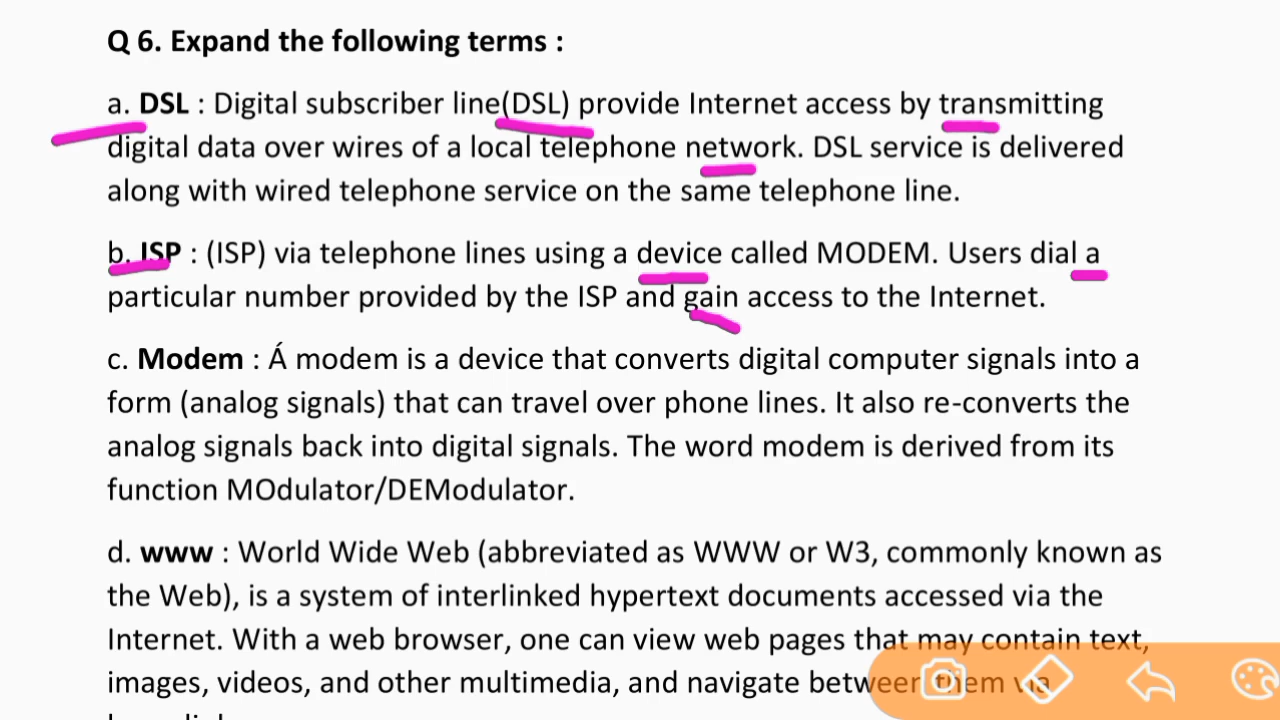 Q 6. Expand the following terms :
a. DSL : Digital subscriber line(DSL) provide Internet access by transmitting
digital data over wires of a local telephone network. DSL service is delivered
along with wired telephone service on the same telephone line.
b. ISP : (ISP) via telephone lines using a device called MODEM. Users dial a
particular number provided by the ISP and gain access to the Internet.
c. Modem : Á modem is a device that converts digital computer signals into a
form (analog signals) that can travel over phone lines. It also re-converts the
analog signals back into digital signals. The word modem is derived from its
function MOdulator/DEModulator.
d. www : World Wide Web (abbreviated as WWW or W3, commonly known as
the Web), is a system of interlinked hypertext documents accessed via the
Internet. With a web browser, one can view web pages that may contain text,
images, videos, and other multimedia, and navigate between them via